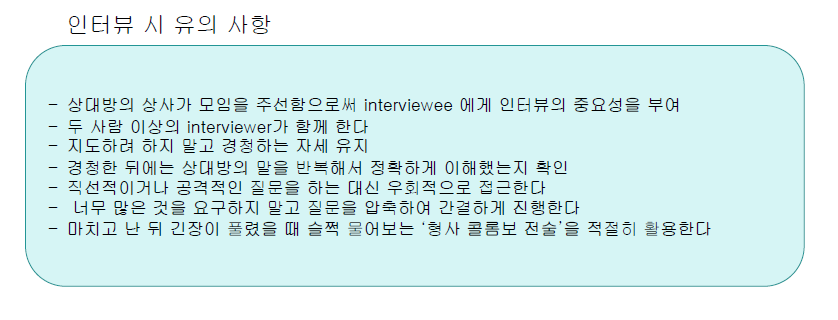 인터뷰 시 유의 사항
- 상대방의 상사가 모임을 주선함으로써 interviewee 에게 인터뷰의 중요성을 부여
- 두 사람 이상의 interviewer가 함께 한다
- 지도하려 하지 말고 경청하는 자세 유지
- 경청한 뒤에는 상대방의 말을 반복해서 정확하게 이해했는지 확인
- 직선적이거나 공격적인 질문을 하는 대신 우회적으로 접근한다
- 너무 많은 것을 요구하지 말고 질문을 압축하여 간결하게 진행한다
- 마치고 난 뒤 긴장이 풀렸을 때 슬쩍 물어보는 ‘형사 콜롬보 전술’을 적절히 활용한다